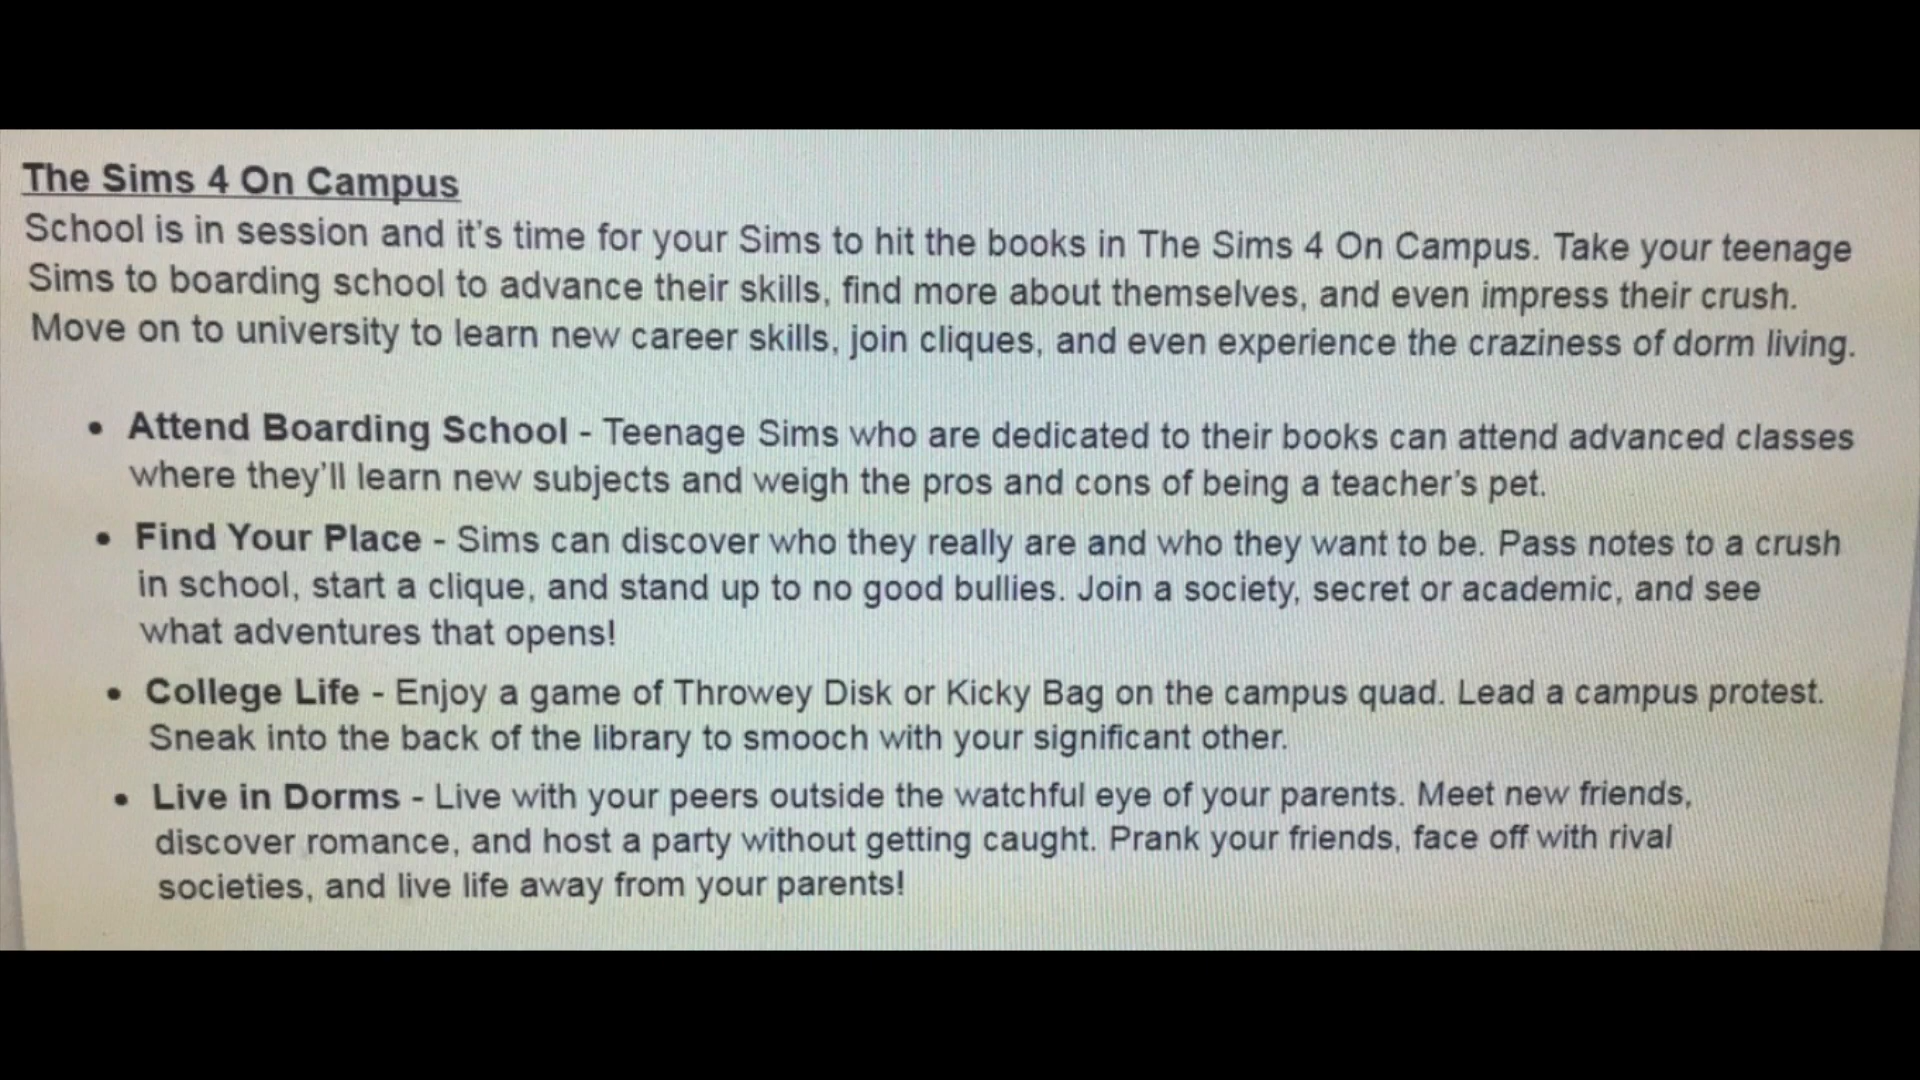 The Sims 4 On Campus
School is in session and it's time for your Sims to hit the books in The Sims 4 On Campus. Take your teenage
Sims to boarding school to advance their skills, find more about themselves, and even impress their crush.
Move on to university to learn new career skills, join cliques, and even experience the craziness of dorm living.
• Attend Boarding School - Teenage Sims who are dedicated to their books can attend advanced classes
where they'll learn new subjects and weigh the pros and cons of being a teacher's pet.
• Find Your Place - Sims can discover who they really are and who they want to be. Pass notes to a crush
in school, start a clique, and stand up to no good bullies. Join a society, secret or academic, and see
what adventures that opens!
• College Life - Enjoy a game of Throwey Disk or Kicky Bag on the campus quad. Lead a campus protest.
Sneak into the back of the library to smooch with your significant other.
• Live in Dorms - Live with your peers outside the watchful eye of your parents. Meet new friends,
discover romance, and host a party without getting caught. Prank your friends, face off with rival
societies, and live life away from your parents!